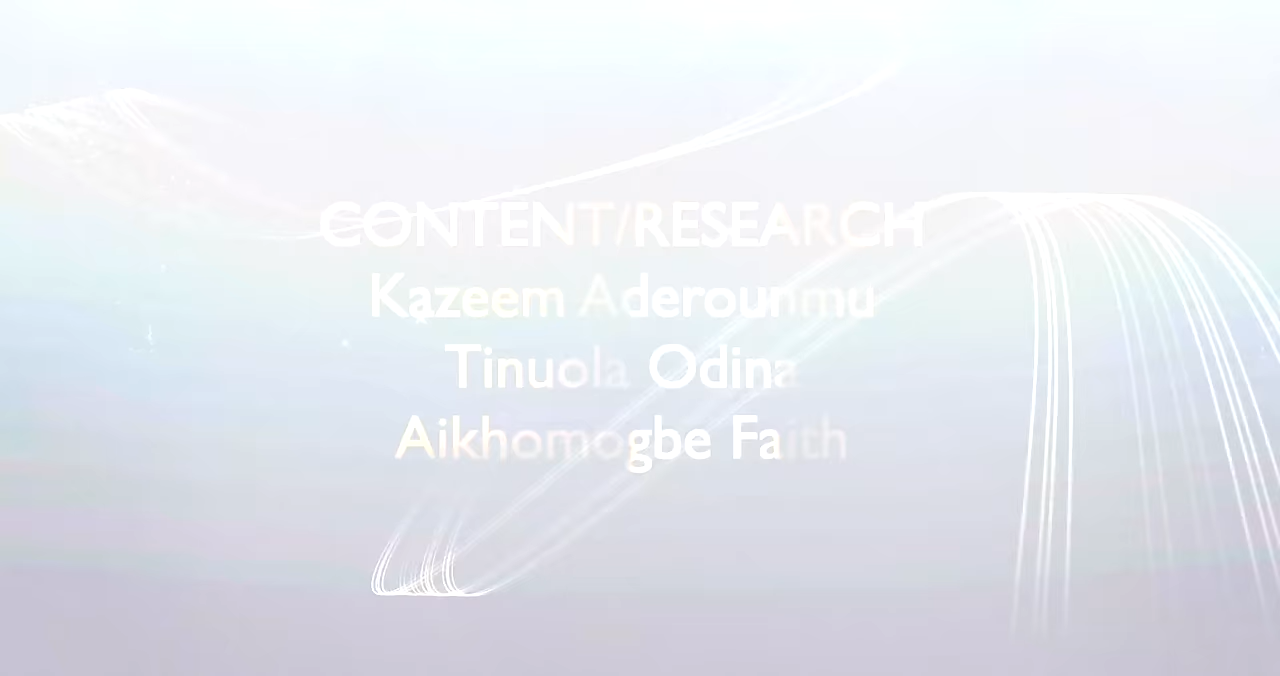 CONTENT/RESEARCH
Kazeem Aderounmu
Tinuola Odina
Aikhomogbe Faith